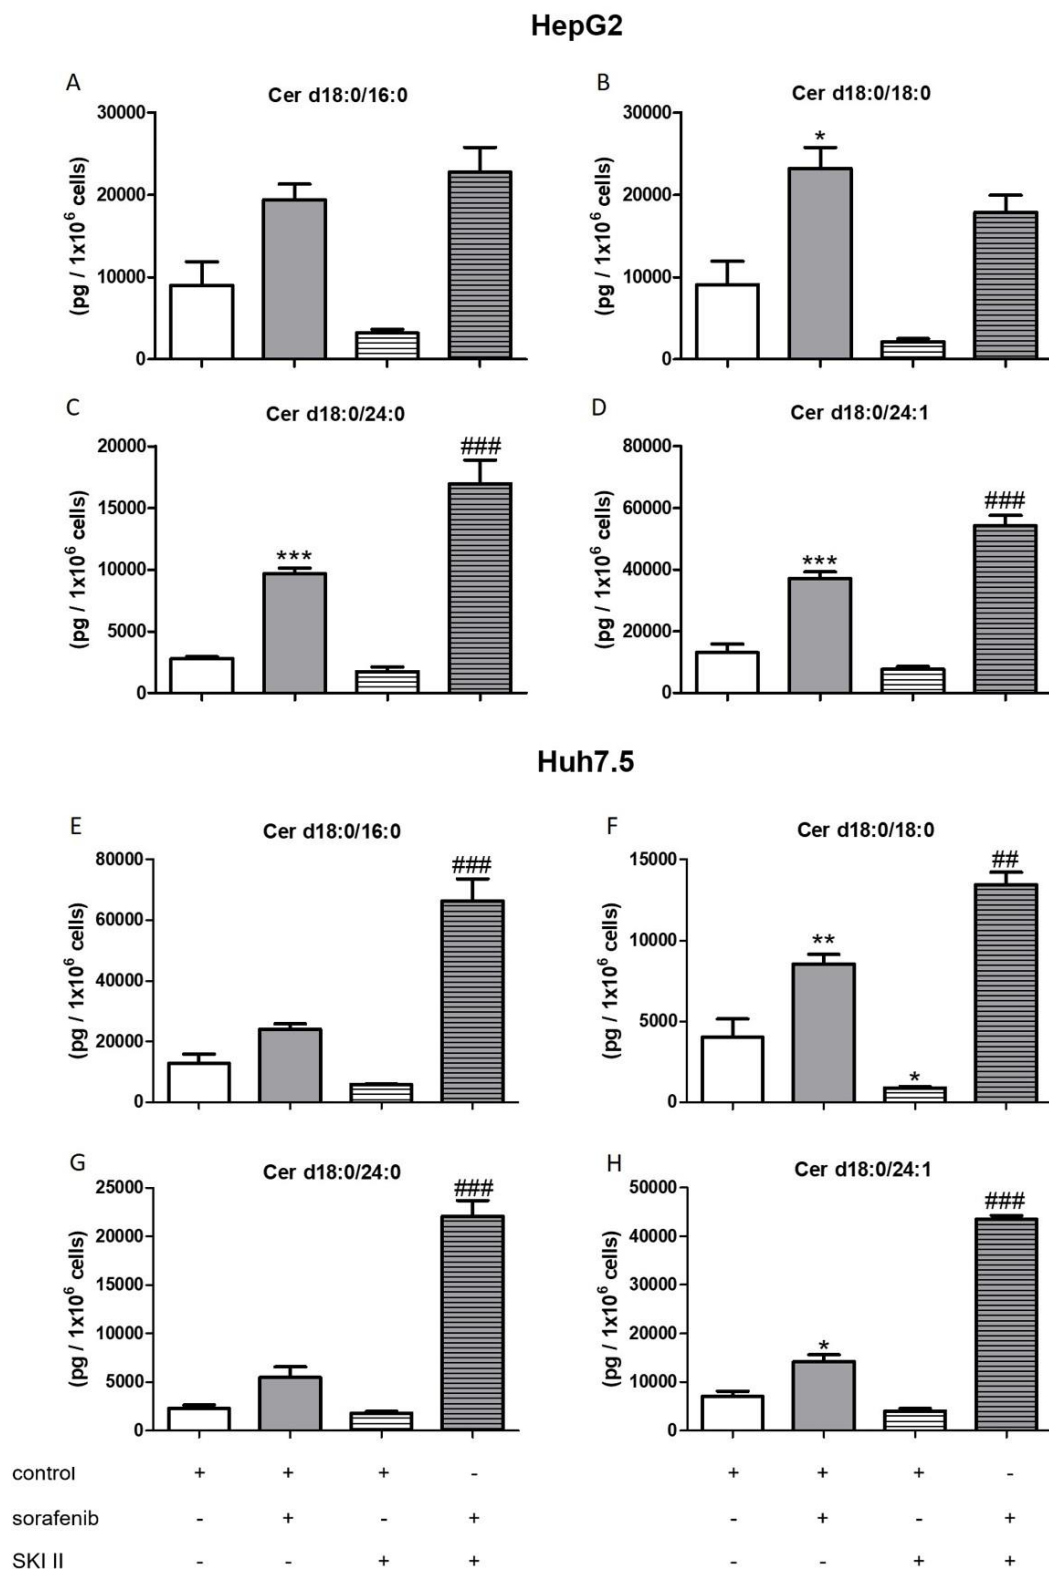 HepG2
A
Cer d18:0/16:0
(pg / 1x10⁶ cells)
30000
20000
10000
0
B
Cer d18:0/18:0
(pg / 1x10⁶ cells)
30000
20000
10000
0
*
C
Cer d18:0/24:0
(pg / 1x10⁶ cells)
20000
15000
10000
5000
0
***
###
D
Cer d18:0/24:1
(pg / 1x10⁶ cells)
80000
60000
40000
20000
0
***
###
Huh7.5
E
Cer d18:0/16:0
(pg / 1x10⁶ cells)
80000
60000
40000
20000
0
###
F
Cer d18:0/18:0
(pg / 1x10⁶ cells)
15000
10000
5000
0
**
*
##
G
Cer d18:0/24:0
(pg / 1x10⁶ cells)
25000
20000
15000
10000
5000
0
###
H
Cer d18:0/24:1
(pg / 1x10⁶ cells)
50000
40000
30000
20000
10000
0
*
###
control + + + - + + + -
sorafenib - + - + - + - +
SKI II - - + + - - + +